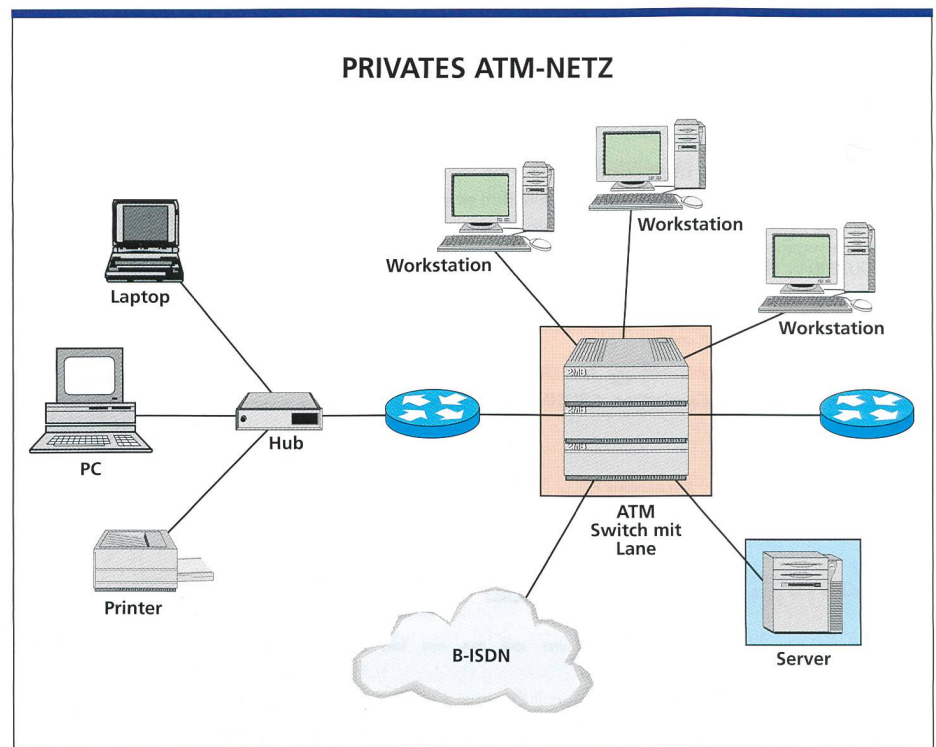 PRIVATES ATM-NETZ
Workstation
Workstation
Workstation
Laptop
PC
Hub
Printer
ATM
Switch mit
Lane
B-ISDN
Server